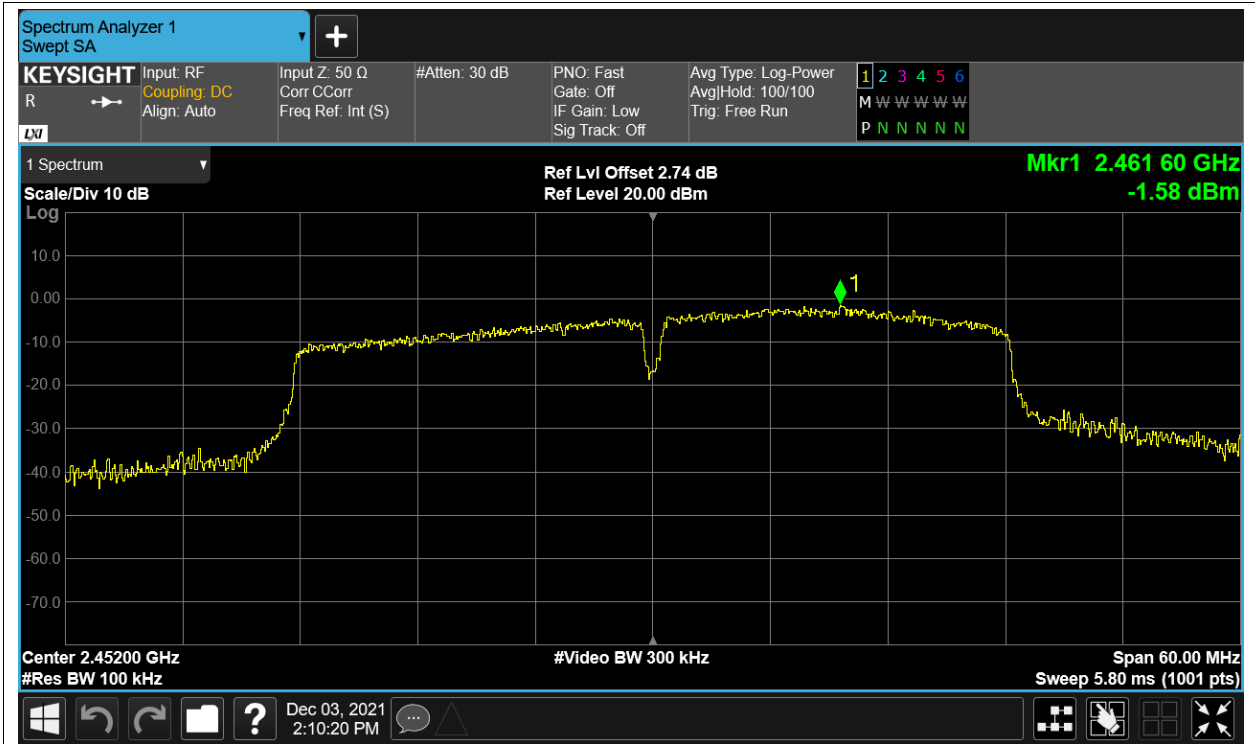 Spectrum Analyzer 1
Swept SA
KEYSIGHT
R
LXI
Input: RF
Coupling: DC
Align: Auto
Input Z: 50 Ω
Corr CCorr
Freq Ref: Int (S)
#Atten: 30 dB
PNO: Fast
Gate: Off
IF Gain: Low
Sig Track: Off
Avg Type: Log-Power
Avg|Hold: 100/100
Trig: Free Run
1 2 3 4 5 6
M W W W W W
P N N N N N
1 Spectrum
Scale/Div 10 dB
Log
Ref Lvl Offset 2.74 dB
Ref Level 20.00 dBm
Mkr1 2.461 60 GHz
-1.58 dBm
1
10.0
0.00
-10.0
-20.0
-30.0
-40.0
-50.0
-60.0
-70.0
Center 2.45200 GHz
#Res BW 100 kHz
#Video BW 300 kHz
Span 60.00 MHz
Sweep 5.80 ms (1001 pts)
?
Dec 03, 2021
2:10:20 PM